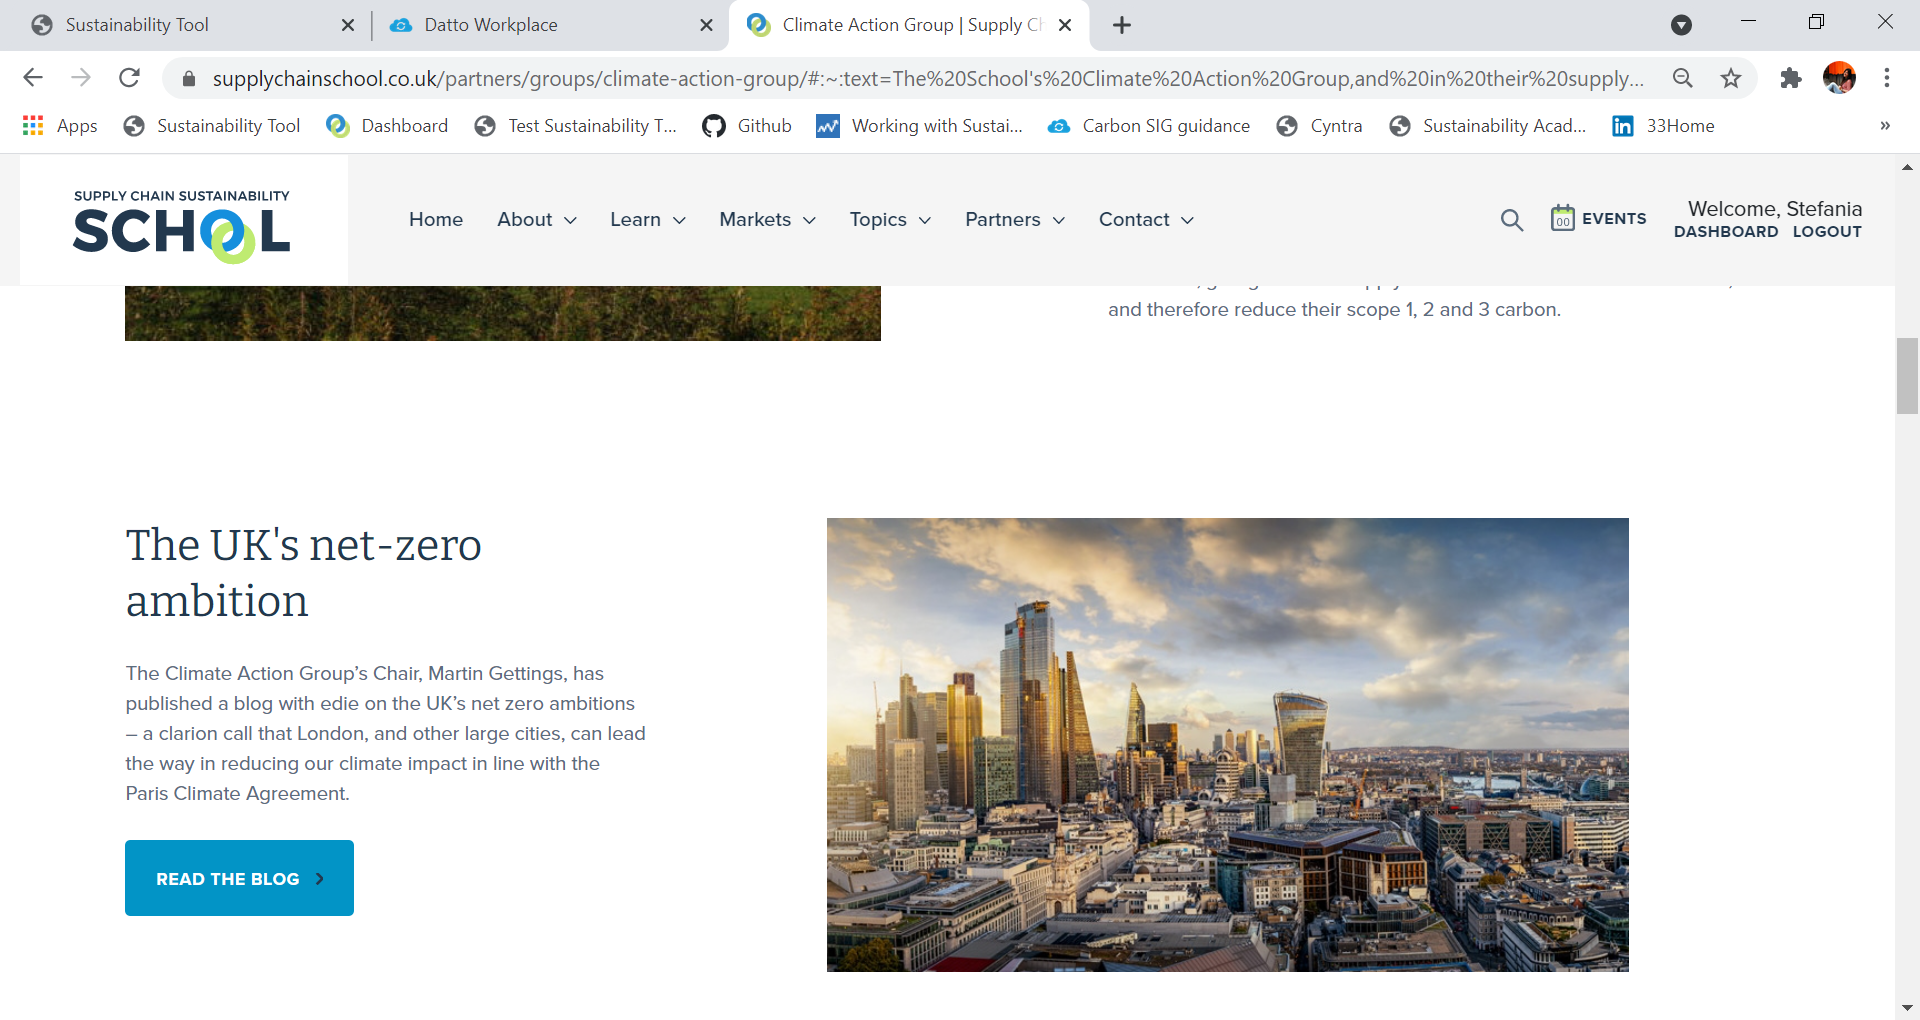 Sustainability Tool
Datto Workplace
Climate Action Group | Supply Ch
supplychainschool.co.uk/partners/groups/climate-action-group/#:~:text=The%20School's%20Climate%20Action%20Group,and%20in%20their%20supply...
Apps
Sustainability Tool
Dashboard
Test Sustainability T...
Github
Working with Sustai...
Carbon SIG guidance
Cyntra
Sustainability Acad...
33Home
»
SUPPLY CHAIN SUSTAINABILITY
SCHOOL
Home
About
Learn
Markets
Topics
Partners
Contact
00
EVENTS
Welcome, Stefania
DASHBOARD LOGOUT
and therefore reduce their scope 1, 2 and 3 carbon.
The UK's net-zero
ambition
The Climate Action Group’s Chair, Martin Gettings, has
published a blog with edie on the UK’s net zero ambitions
– a clarion call that London, and other large cities, can lead
the way in reducing our climate impact in line with the
Paris Climate Agreement.
READ THE BLOG